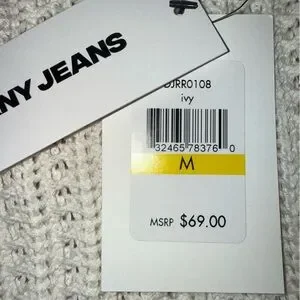 NY JEANS
DJRR0108
ivy
32465 78376 0
M
MSRP $69.00